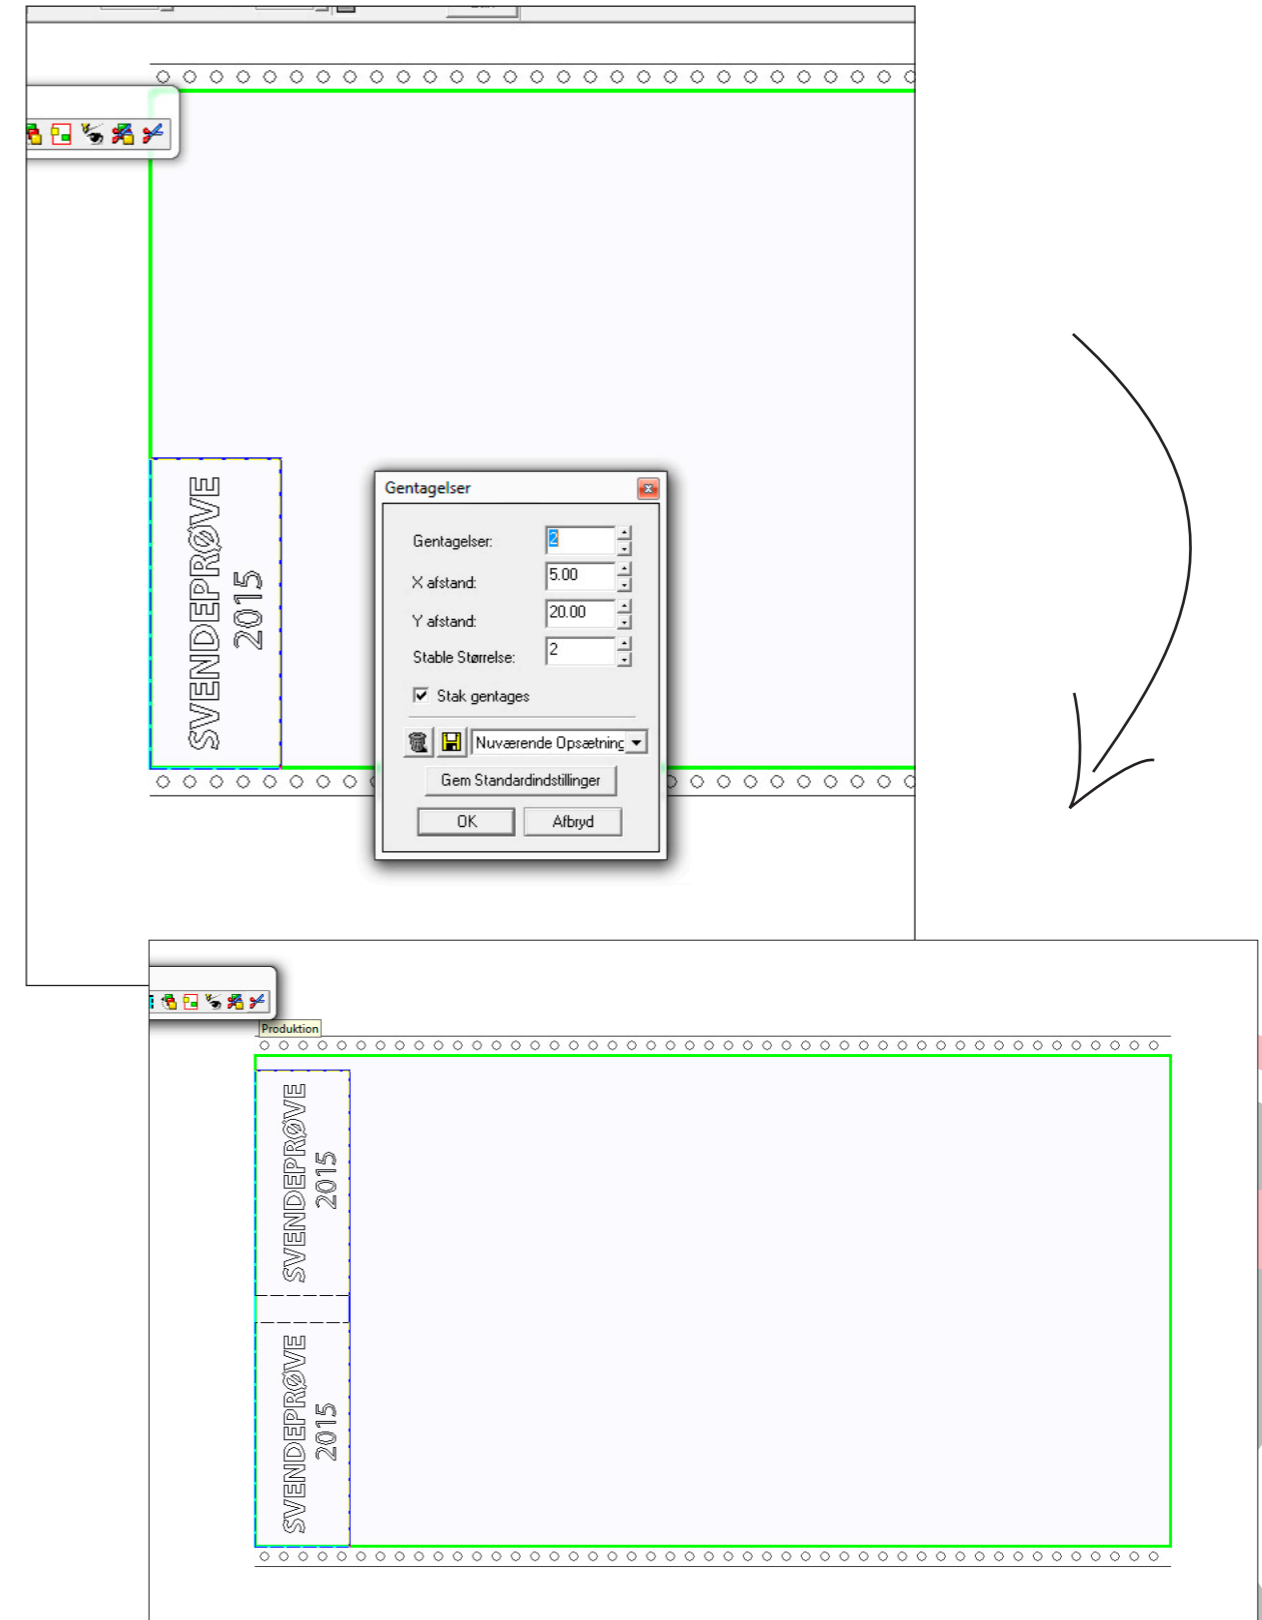 Gentagelser
Gentagelser:
2
X afstand:
5.00
Y afstand:
20.00
Stable Størrelse:
2
Stak gentages
Nuværende Opsætning
Gem Standardindstillinger
OK
Afbryd
SVENDEPRØVE
2015
Produktion
SVENDEPRØVE
2015
SVENDEPRØVE
2015